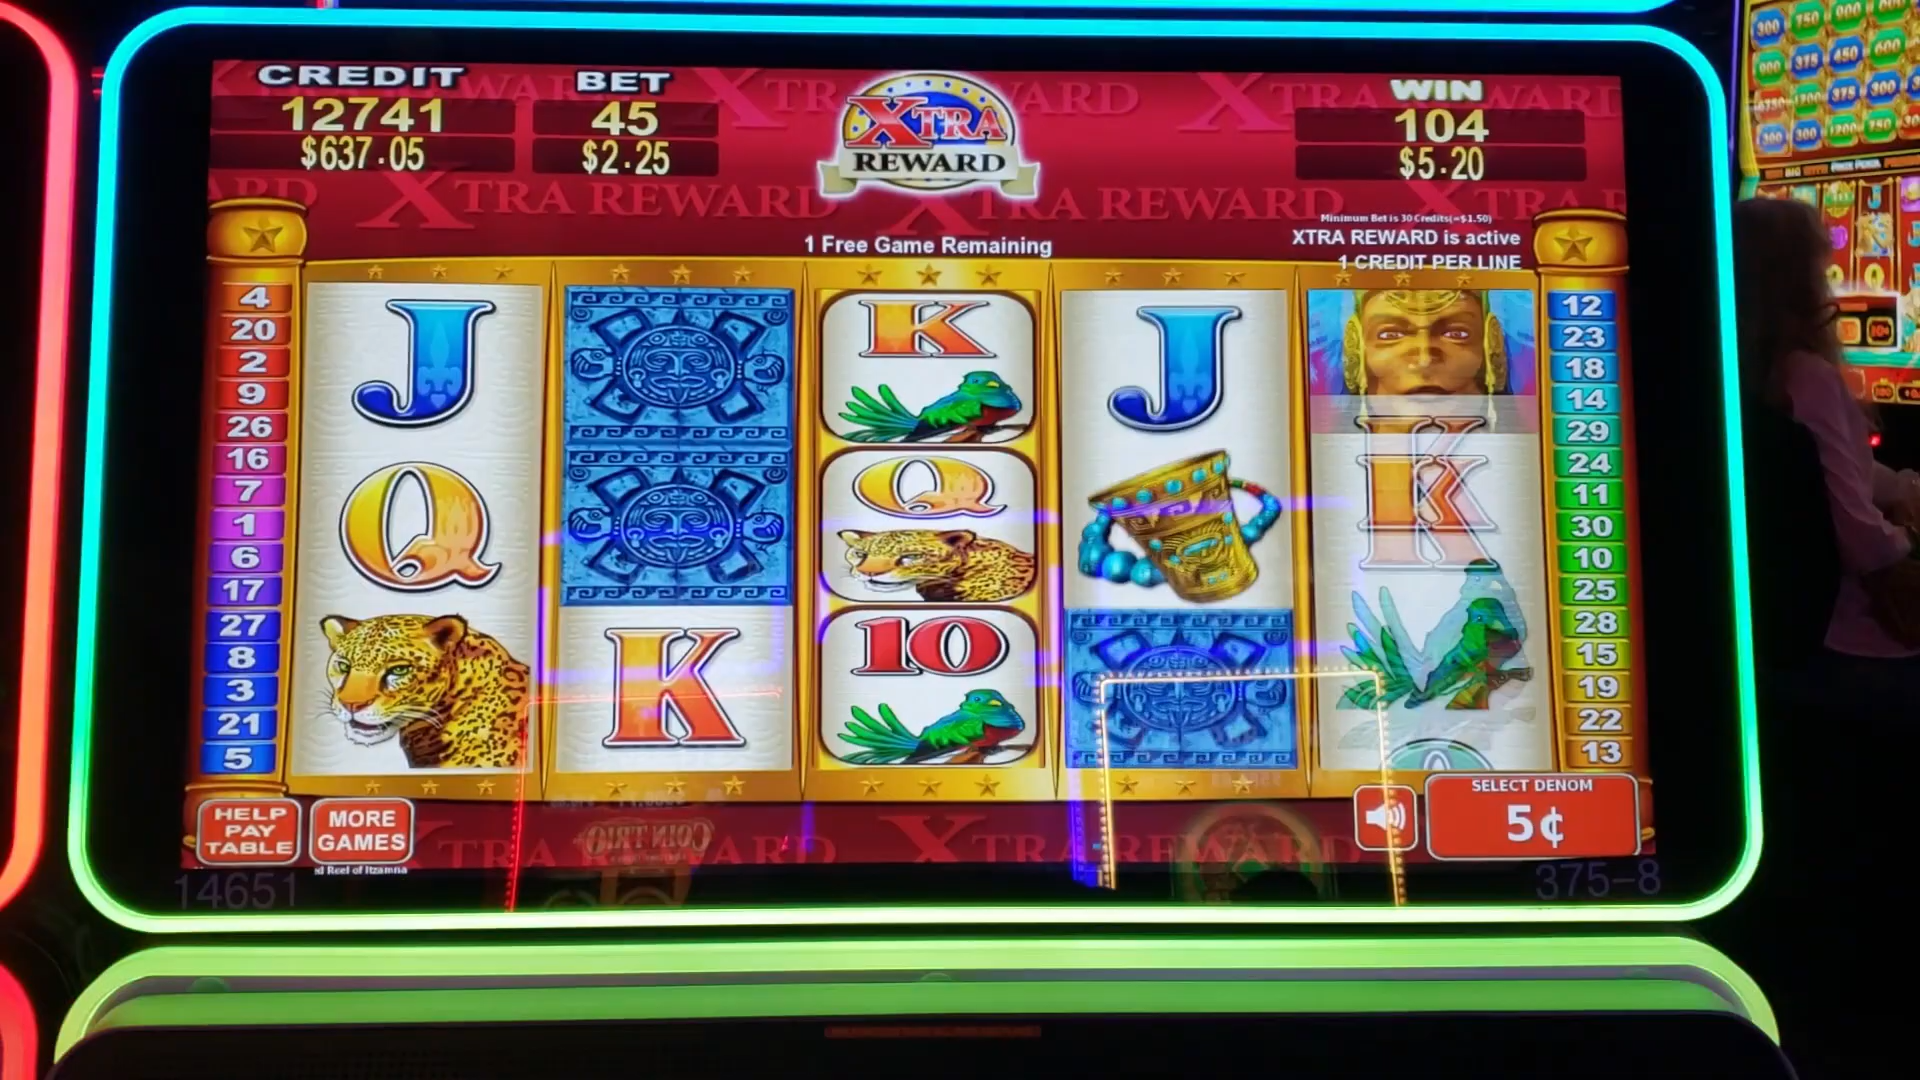 CREDIT
12741
$637.05
BET
45
$2.25
XTRA
REWARD
WIN
104
$5.20
Minimum Bet is 30 Credits(=$1.50)
XTRA REWARD is active
1 CREDIT PER LINE
1 Free Game Remaining
4
20
2
9
26
16
7
1
6
17
27
8
3
21
5
J
Q
K
K
Q
10
J
K
12
23
18
14
29
24
11
30
10
25
28
15
19
22
13
HELP
PAY
TABLE
MORE
GAMES
SELECT DENOM
5¢
Reel of Itzamna
14651
375-8